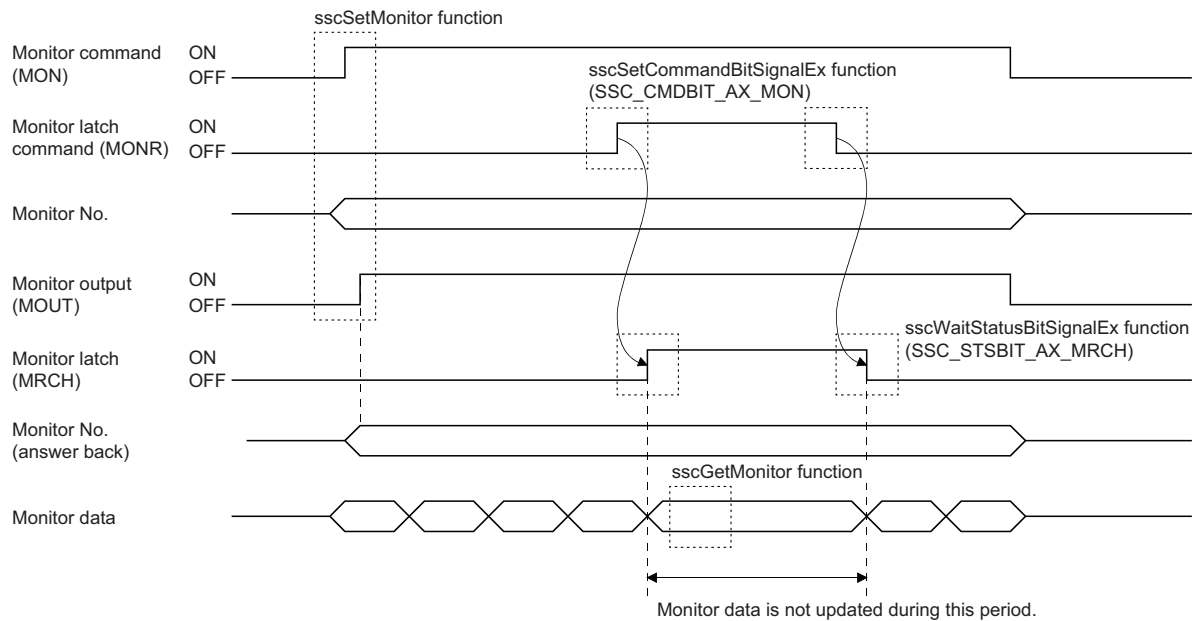 sscSetMonitor function
Monitor command
(MON)
ON
OFF
sscSetCommandBitSignalEx function
(SSC_CMDBIT_AX_MON)
Monitor latch
command (MONR)
ON
OFF
Monitor No.
Monitor output
(MOUT)
ON
OFF
sscWaitStatusBitSignalEx function
(SSC_STSBIT_AX_MRCH)
Monitor latch
(MRCH)
ON
OFF
Monitor No.
(answer back)
sscGetMonitor function
Monitor data
Monitor data is not updated during this period.